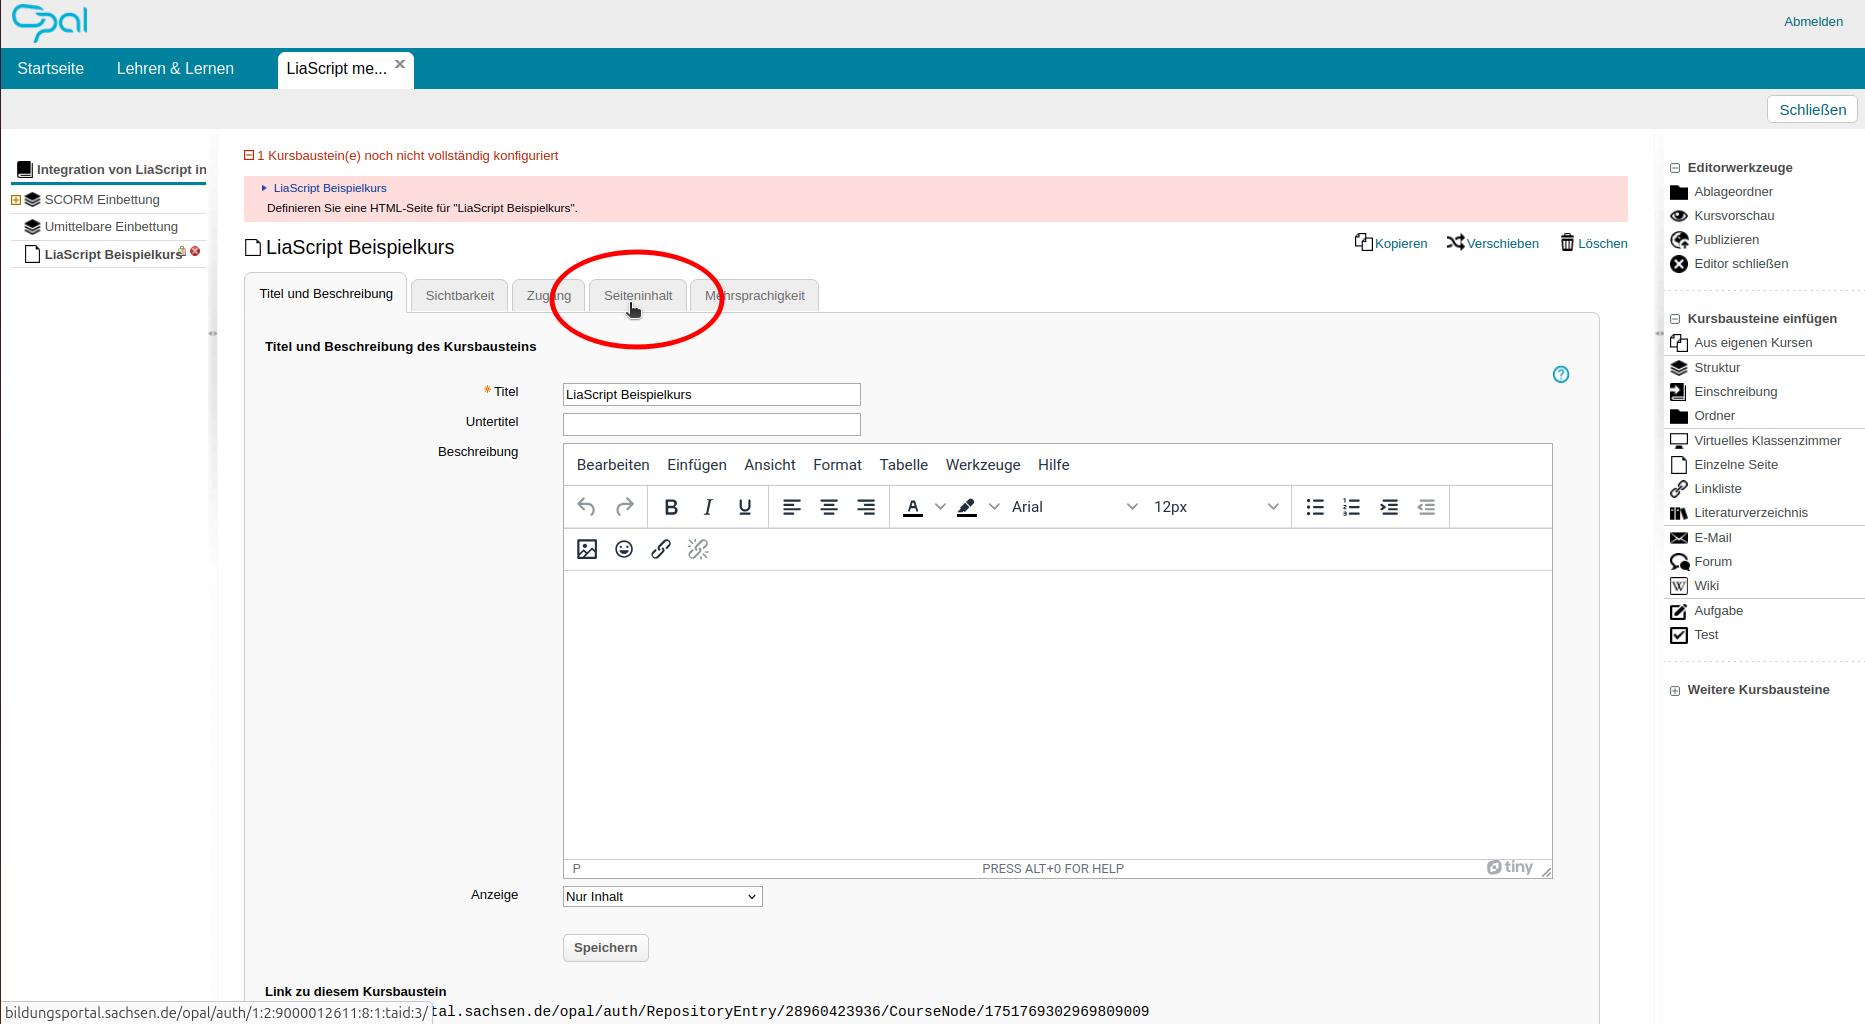 Opal
Abmelden
Startseite
Lehren & Lernen
LiaScript me...
Schließen
Integration von LiaScript in
SCORM Einbettung
Umittelbare Einbettung
LiaScript Beispielkurs
1 Kursbaustein(e) noch nicht vollständig konfiguriert
LiaScript Beispielkurs
Definieren Sie eine HTML-Seite für "LiaScript Beispielkurs".
LiaScript Beispielkurs
Kopieren
Verschieben
Löschen
Titel und Beschreibung
Sichtbarkeit
Zugang
Seiteninhalt
Mehrsprachigkeit
Titel und Beschreibung des Kursbausteins
Titel
LiaScript Beispielkurs
Untertitel
Beschreibung
Bearbeiten Einfügen Ansicht Format Tabelle Werkzeuge Hilfe
B I U A Arial 12px
P
PRESS ALT+0 FOR HELP
tiny
Anzeige
Nur Inhalt
Speichern
Link zu diesem Kursbaustein
tal.sachsen.de/opal/auth/RepositoryEntry/28960423936/CourseNode/1751769302969809009
bildungsportal.sachsen.de/opal/auth/1:2:9000012611:8:1:taid:3/
Editorwerkzeuge
Ablageordner
Kursvorschau
Publizieren
Editor schließen
Kursbausteine einfügen
Aus eigenen Kursen
Struktur
Einschreibung
Ordner
Virtuelles Klassenzimmer
Einzelne Seite
Linkliste
Literaturverzeichnis
E-Mail
Forum
Wiki
Aufgabe
Test
Weitere Kursbausteine